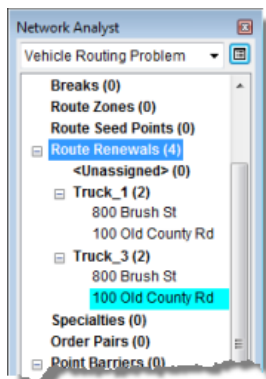 Network Analyst
Vehicle Routing Problem
Breaks (0)
Route Zones (0)
Route Seed Points (0)
Route Renewals (4)
<Unassigned> (0)
Truck_1 (2)
800 Brush St
100 Old County Rd
Truck_3 (2)
800 Brush St
100 Old County Rd
Specialties (0)
Order Pairs (0)
Point Barriers (0)